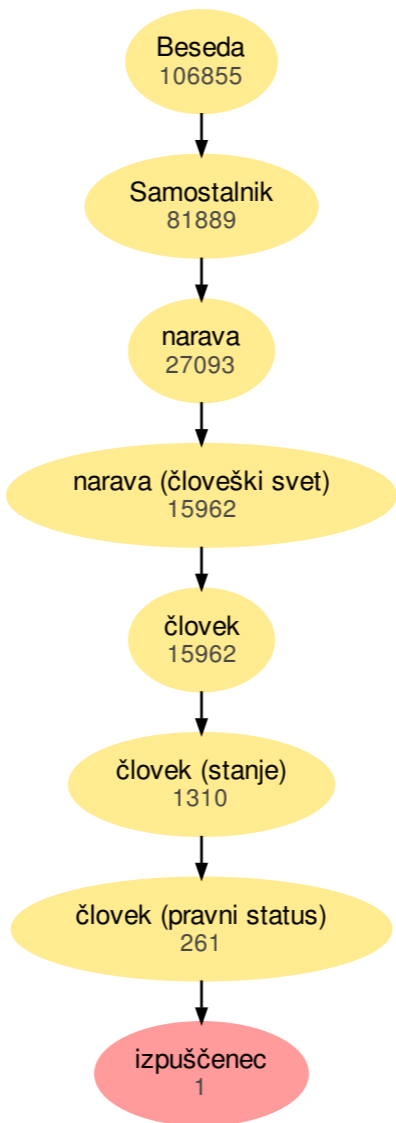 Beseda
106855
Samostalnik
81889
narava
27093
narava (človeški svet)
15962
človek
15962
človek (stanje)
1310
človek (pravni status)
261
izpuščenec
1